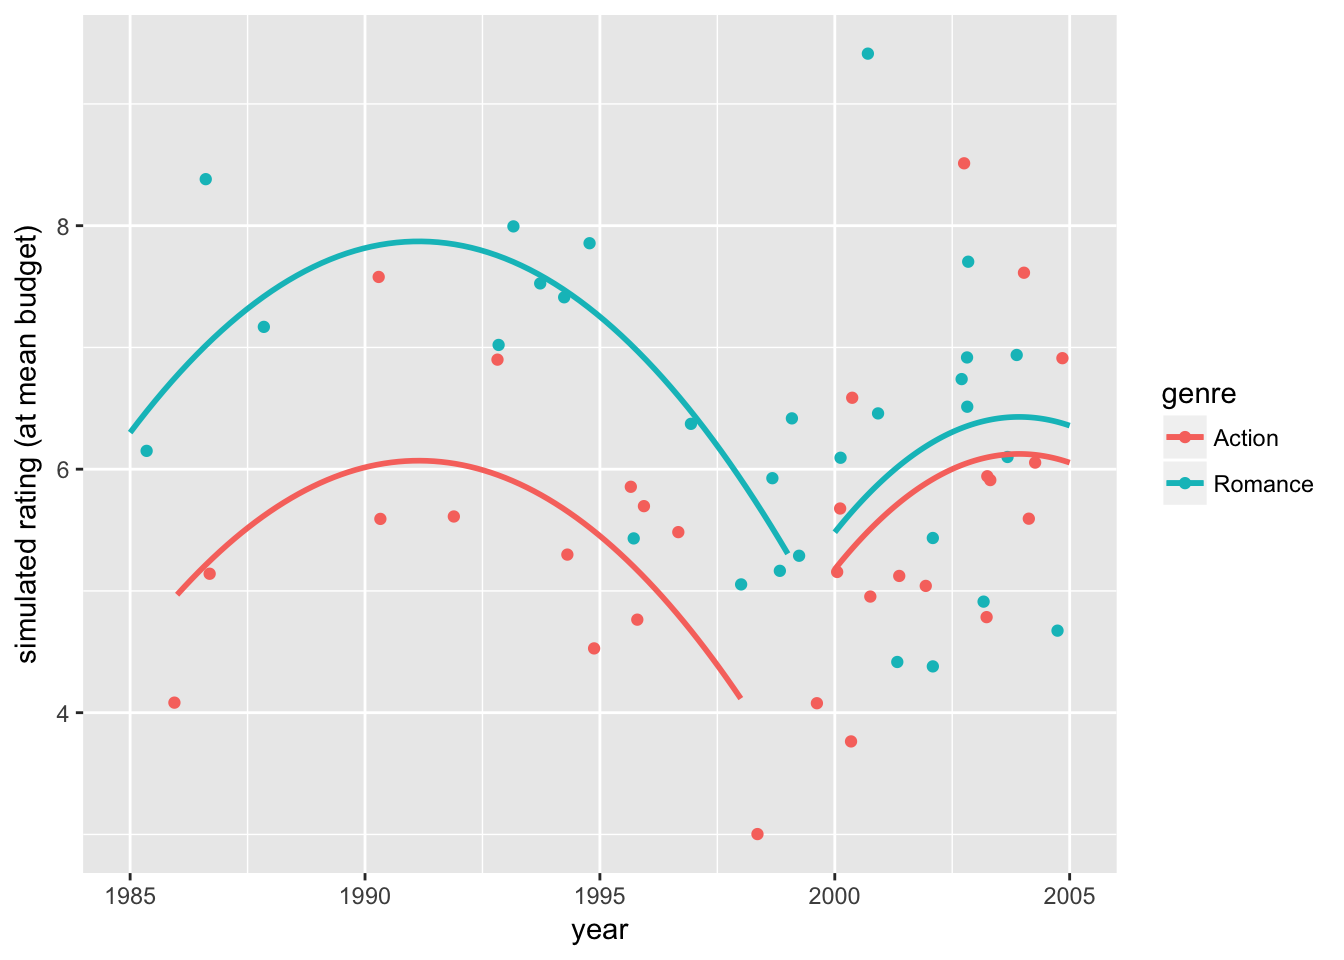 simulated rating (at mean budget)
8
6
4
1985 1990 1995 2000 2005
year
genre
Action
Romance